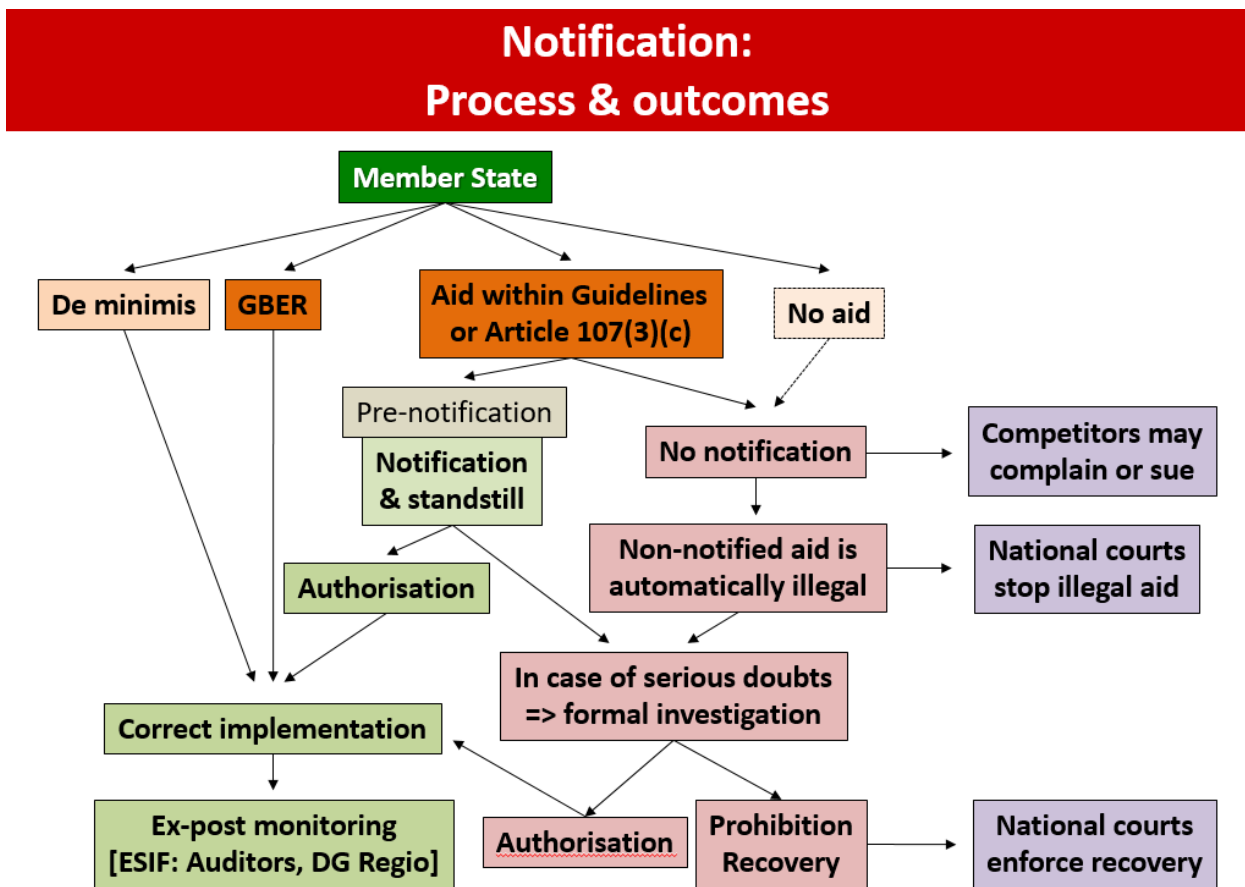 Notification:
Process & outcomes
Member State
De minimis
GBER
Aid within Guidelines
or Article 107(3)(c)
No aid
Pre-notification
Notification
& standstill
No notification
Competitors may
complain or sue
Authorisation
Non-notified aid is
automatically illegal
National courts
stop illegal aid
In case of serious doubts
=> formal investigation
Correct implementation
Ex-post monitoring
[ESIF: Auditors, DG Regio]
Authorisation
Prohibition
Recovery
National courts
enforce recovery